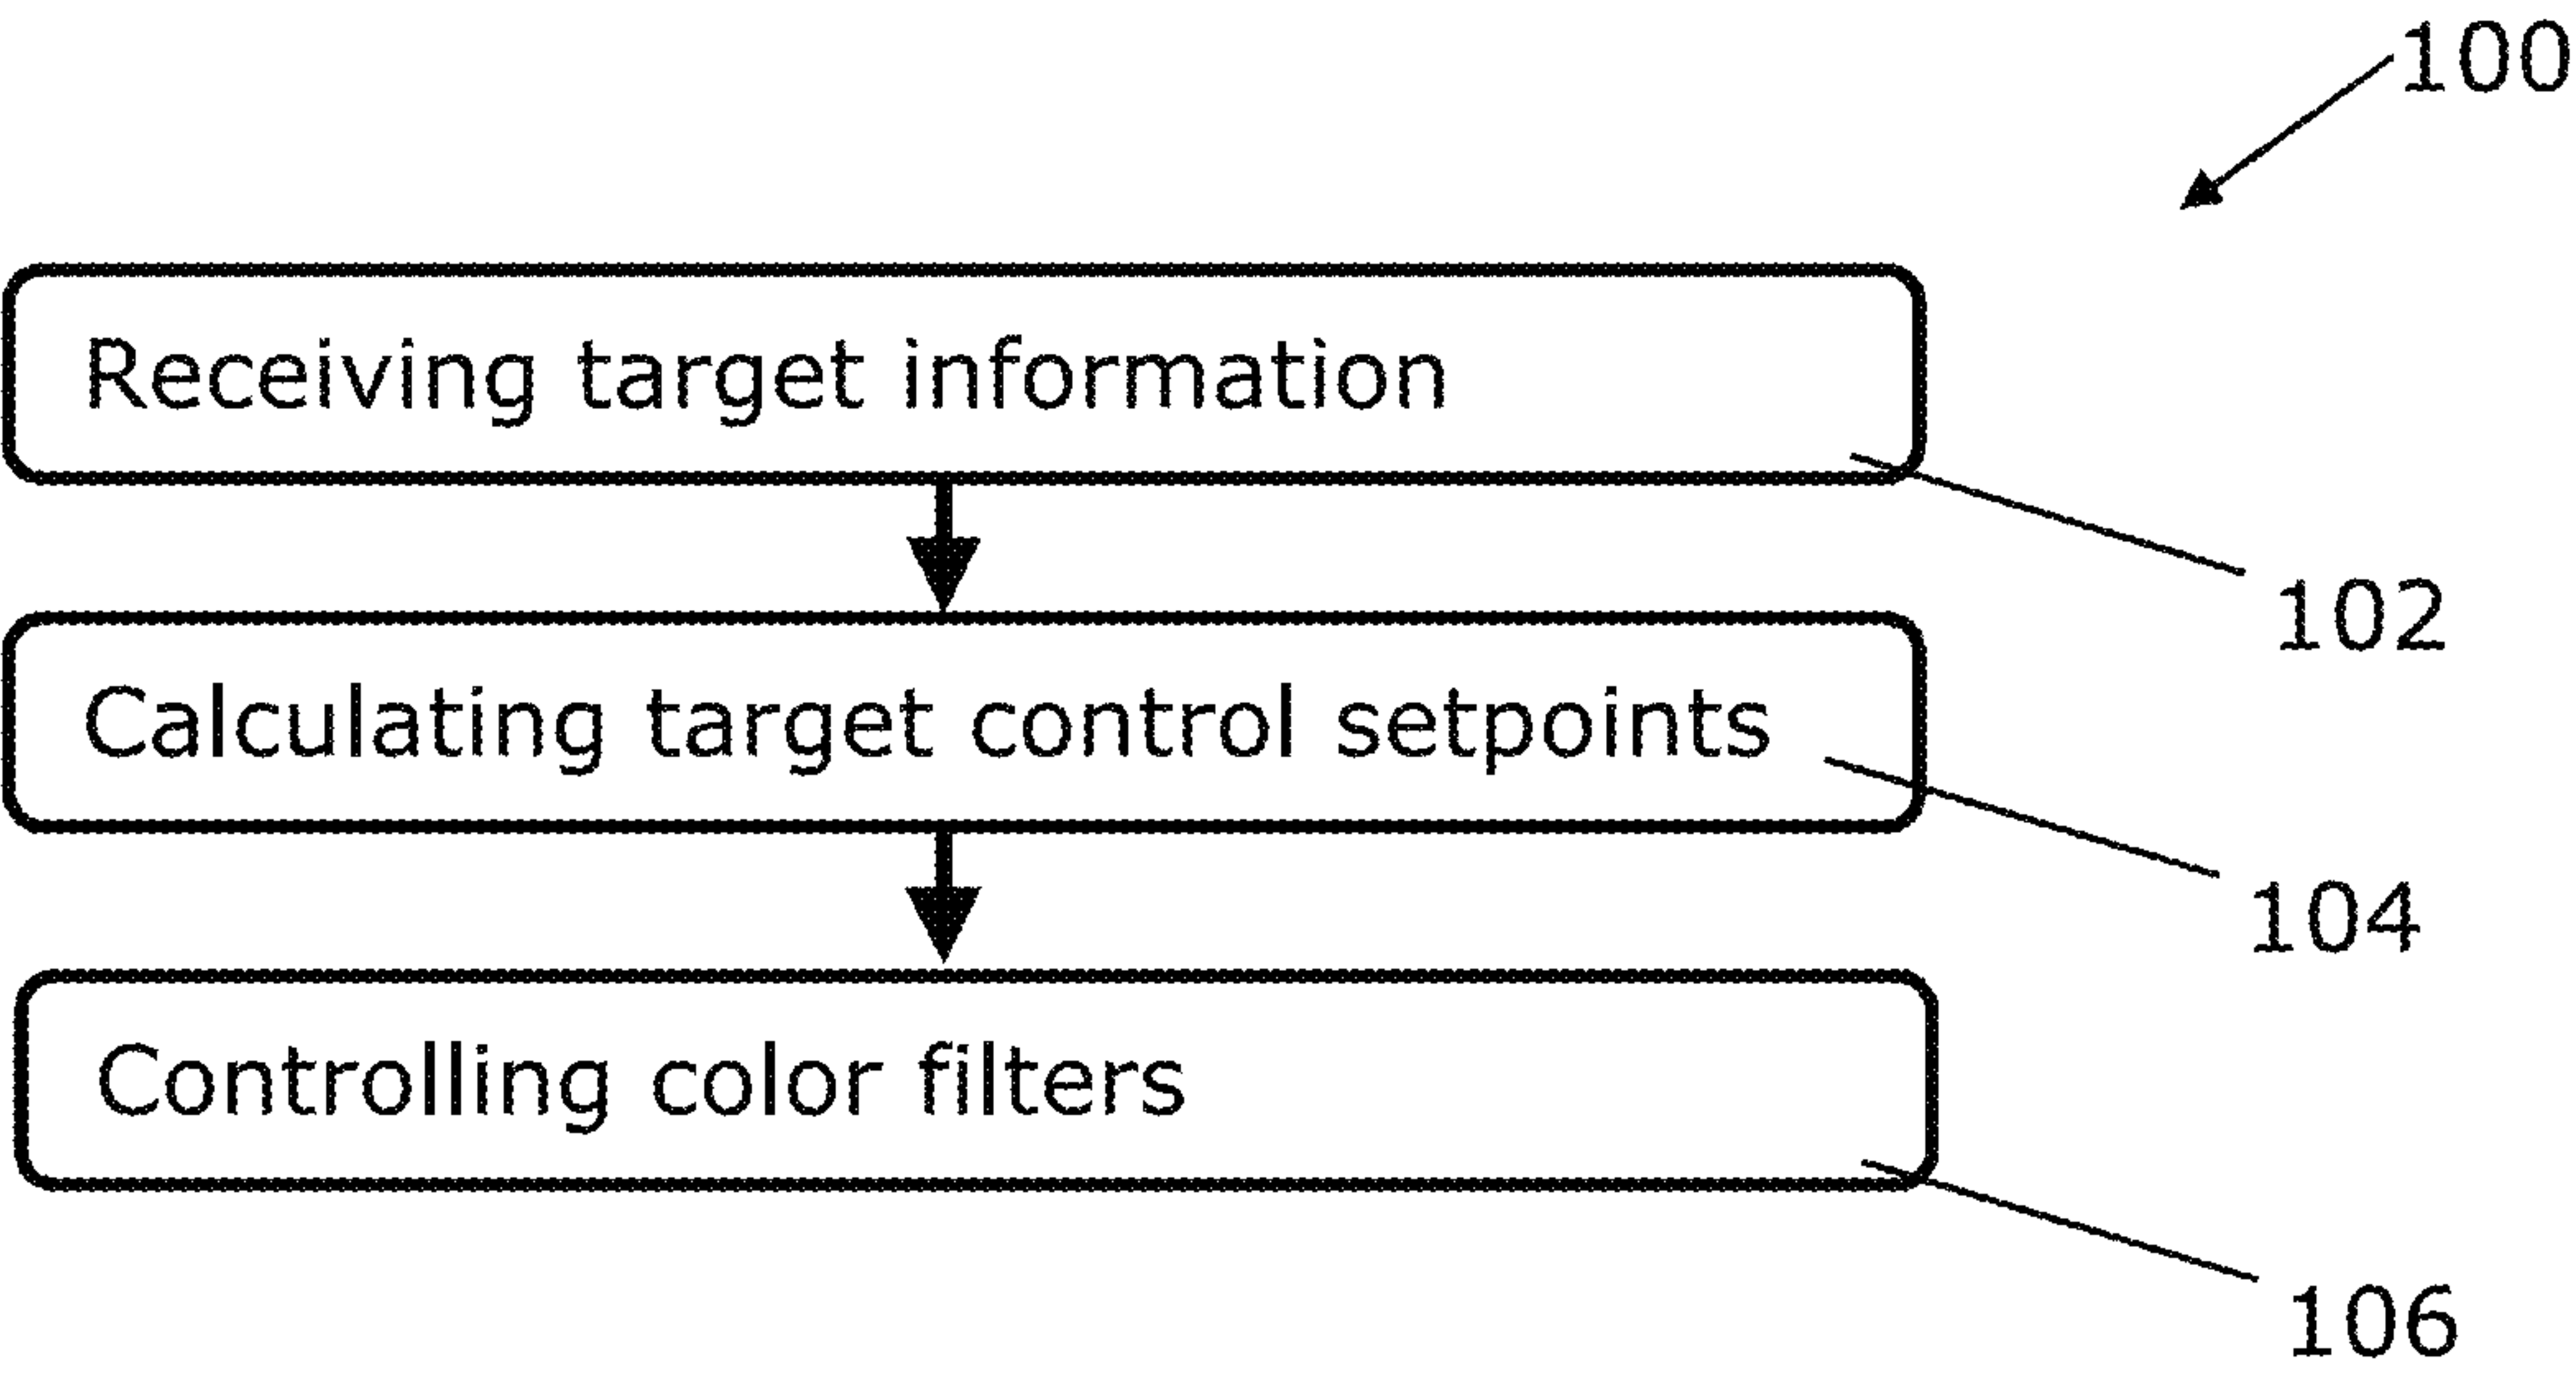 100
Receiving target information
102
Calculating target control setpoints
104
Controlling color filters
106